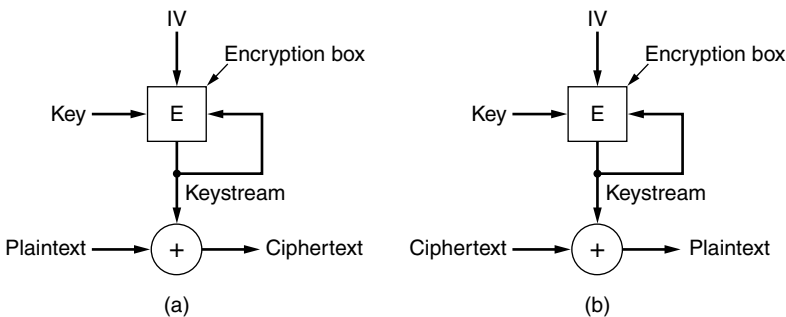 IV
Encryption box
Key
E
Keystream
Plaintext
+
Ciphertext
(a)
IV
Encryption box
Key
E
Keystream
Ciphertext
+
Plaintext
(b)